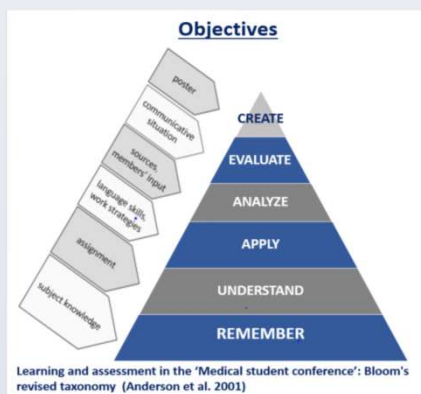 Objectives
poster
communicative
situation
sources,
members' input
language skills,
work strategies
assignment
subject knowledge
CREATE
EVALUATE
ANALYZE
APPLY
UNDERSTAND
REMEMBER
Learning and assessment in the 'Medical student conference': Bloom's
revised taxonomy (Anderson et al. 2001)